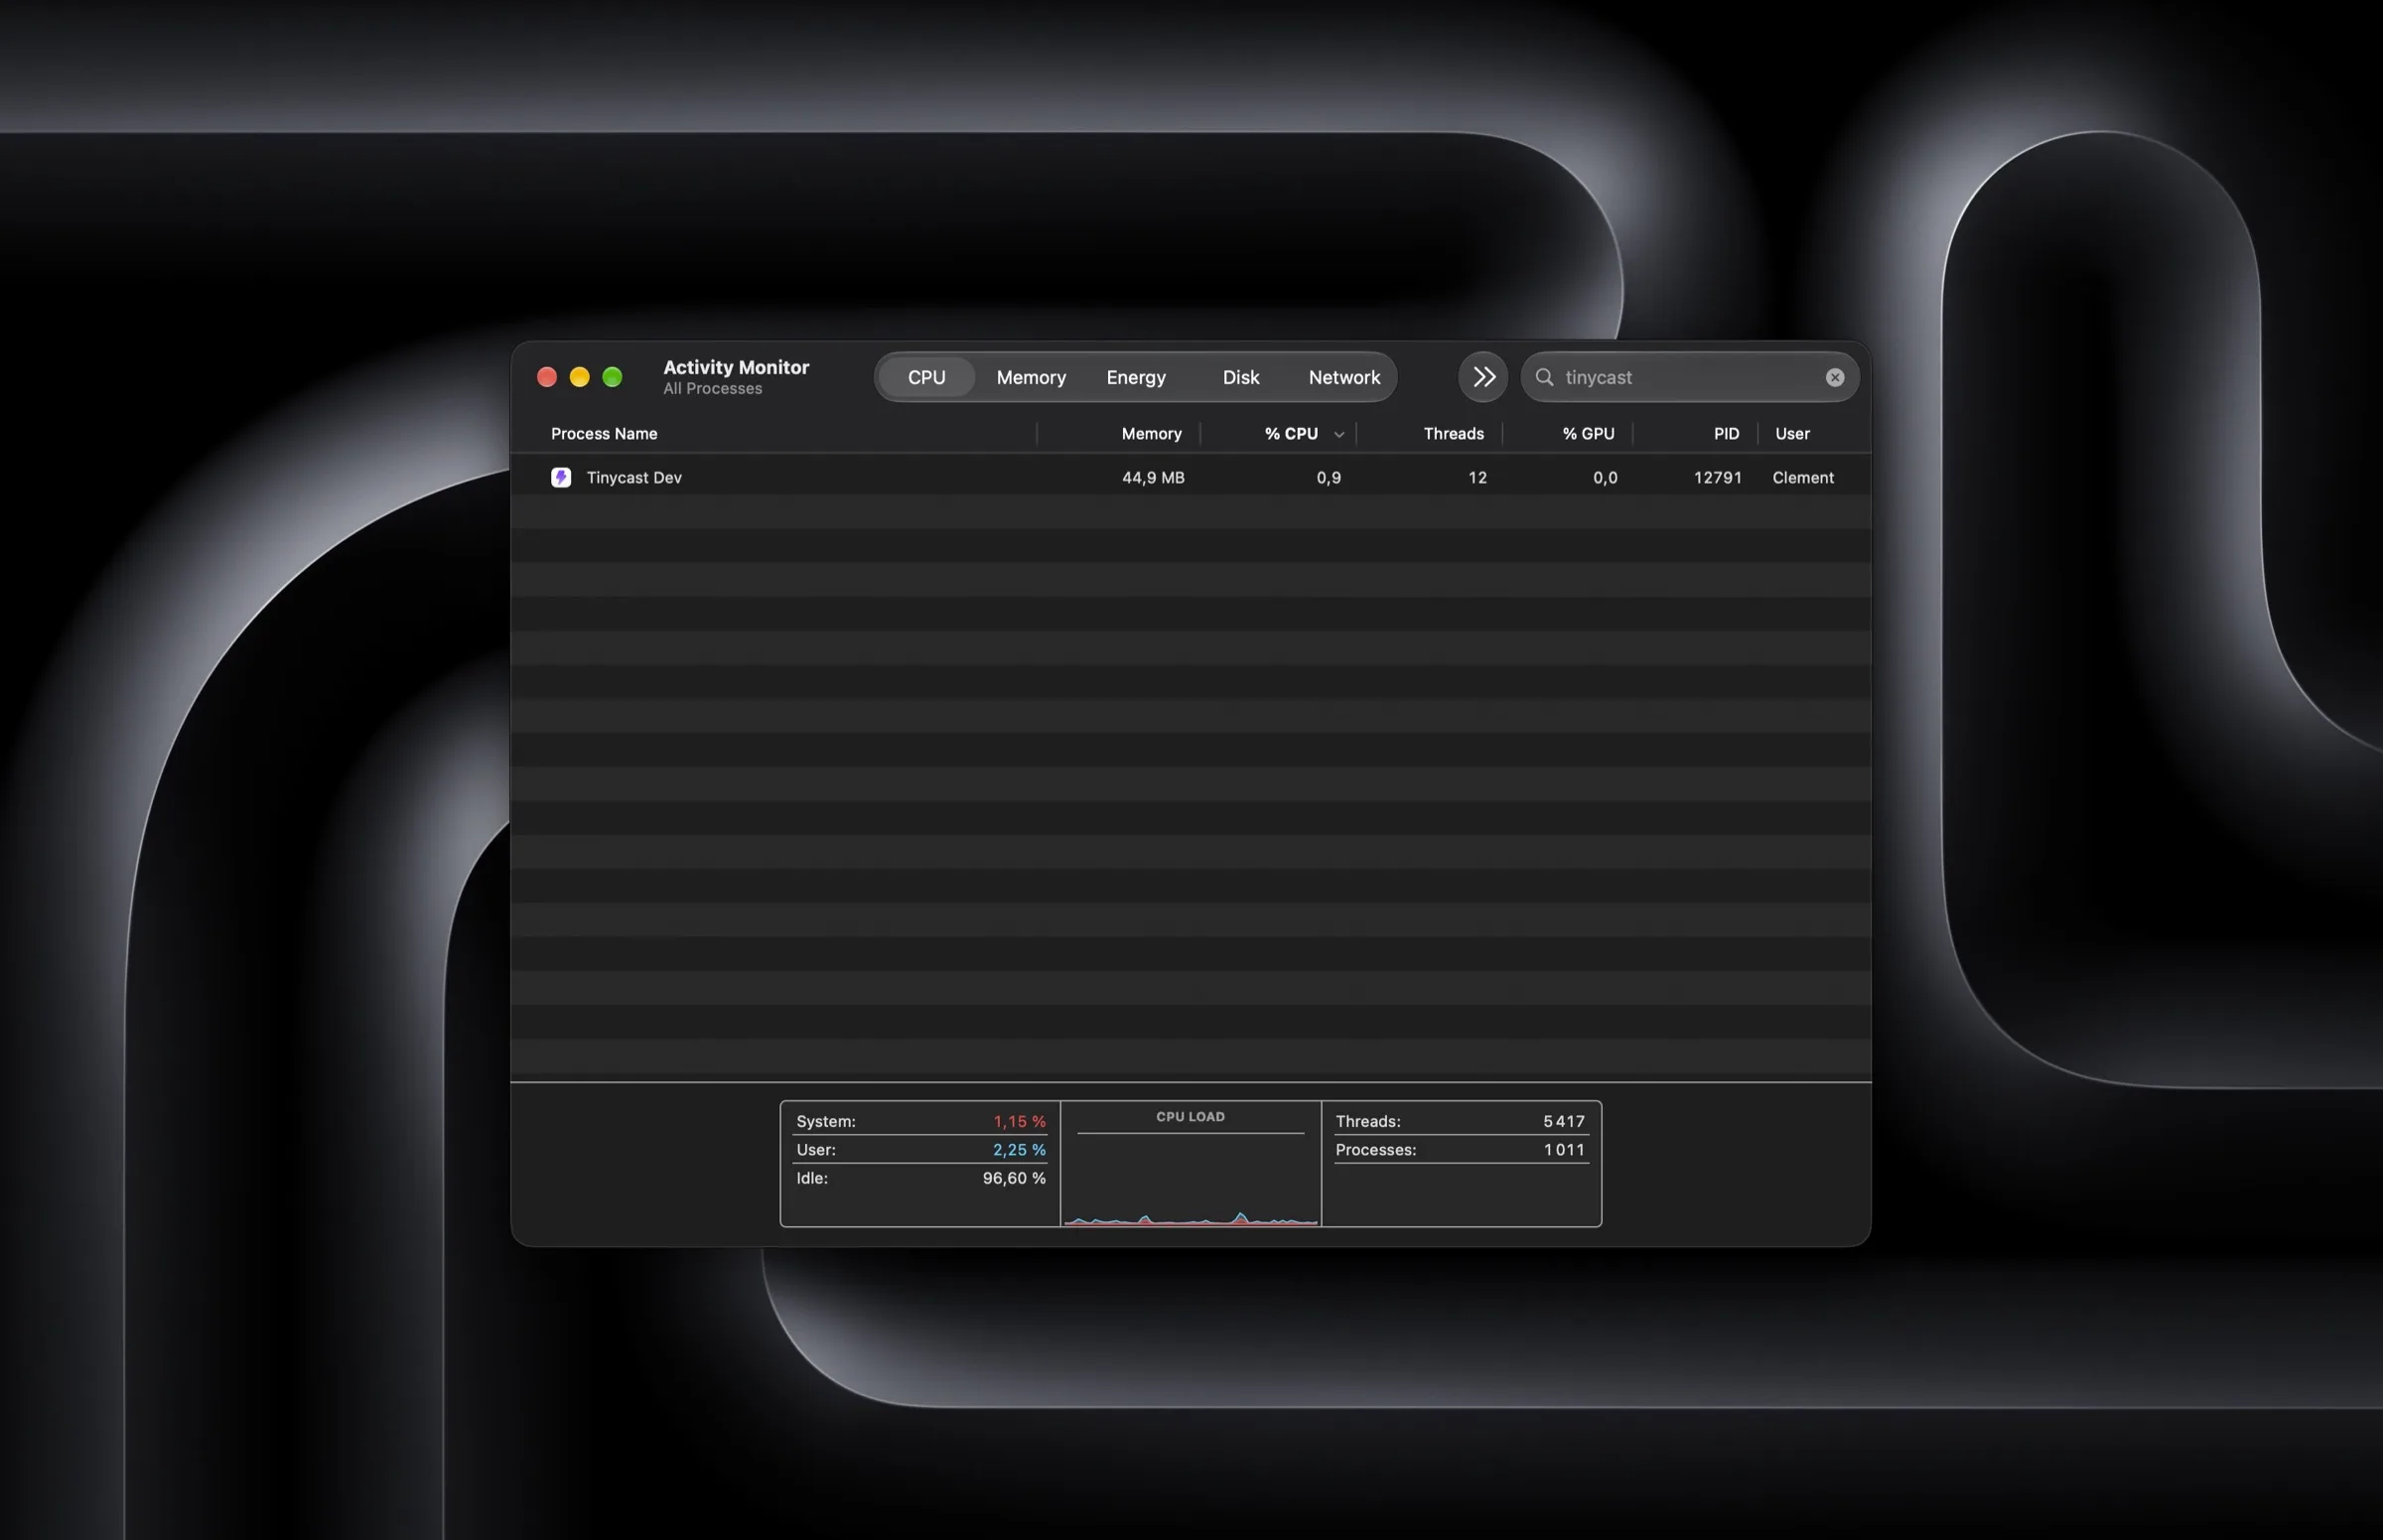 Activity Monitor
All Processes
CPU Memory Energy Disk Network
tinycast
Process Name Memory % CPU Threads % GPU PID User
Tinycast Dev 44,9 MB 0,9 12 0,0 12791 Clement
System: 1,15 %
User: 2,25 %
Idle: 96,60 %
CPU LOAD
Threads: 5 417
Processes: 1 011